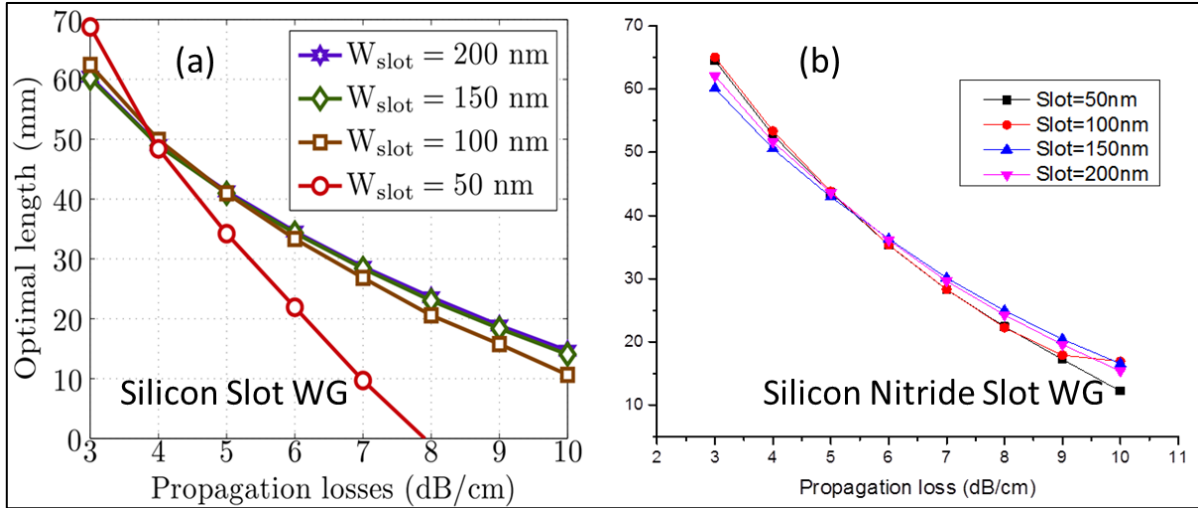 (a)
W_slot = 200 nm
W_slot = 150 nm
W_slot = 100 nm
W_slot = 50 nm
Silicon Slot WG
Optimal length (mm)
70
60
50
40
30
20
10
0
3 4 5 6 7 8 9 10
Propagation losses (dB/cm)
(b)
Slot=50nm
Slot=100nm
Slot=150nm
Slot=200nm
Silicon Nitride Slot WG
70
60
50
40
30
20
10
2 3 4 5 6 7 8 9 10 11
Propagation loss (dB/cm)